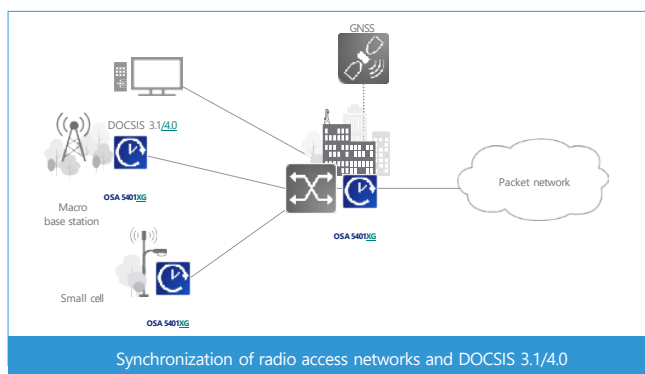 GNSS
DOCSIS 3.1/4.0
OSA 5401XG
Macro
base station
Packet network
OSA 5401XG
Small cell
OSA 5401XG
Synchronization of radio access networks and DOCSIS 3.1/4.0